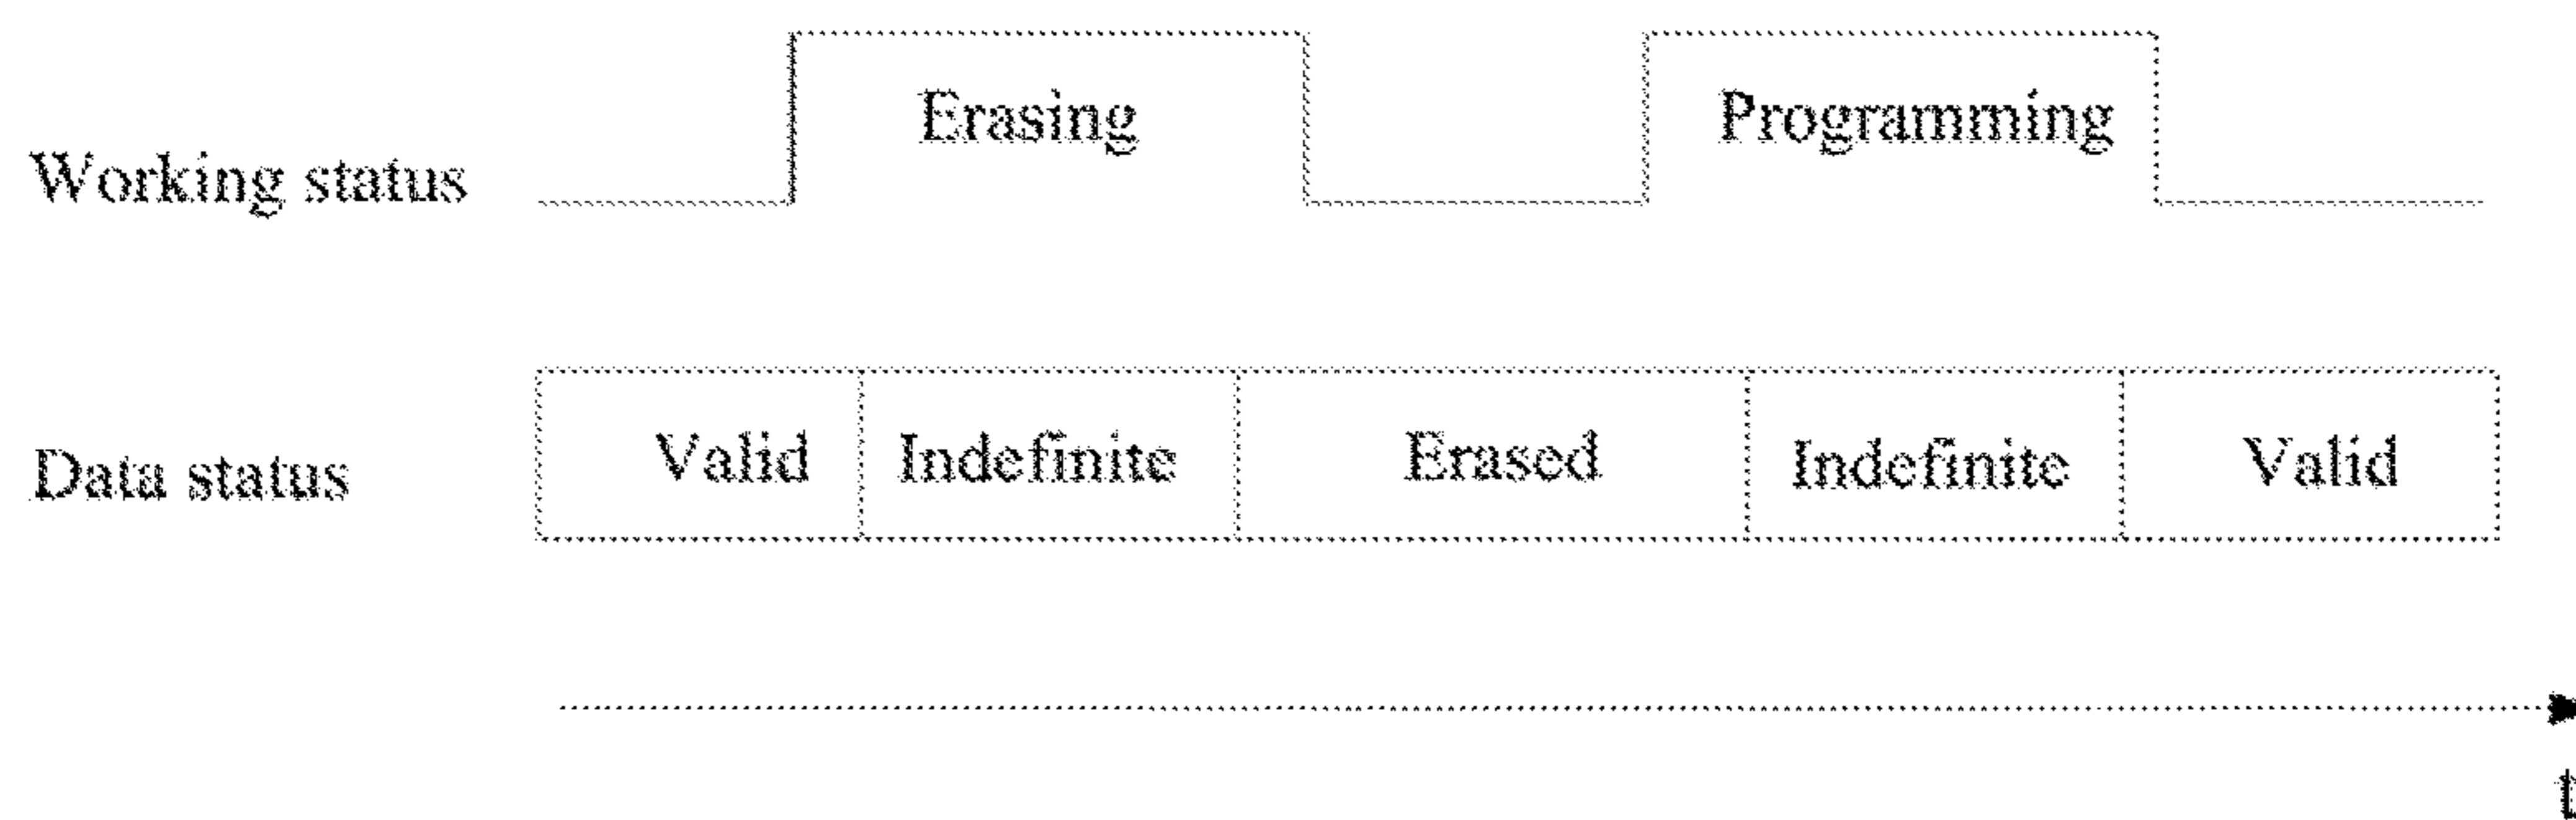 Erasing Programming
Working status
Data status Valid Indefinite Erased Indefinite Valid
t